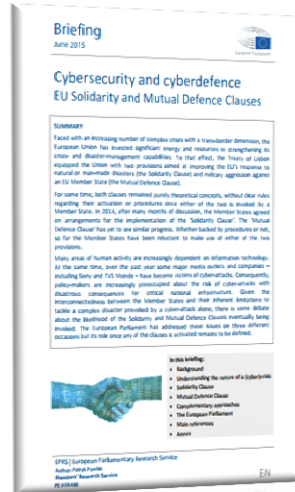 Briefing
June 2015
European Parliament
Cybersecurity and cyberdefence
EU Solidarity and Mutual Defence Clauses
SUMMARY
Faced with an increasing number of complex crises with a trans-border dimension, the
European Union has invested significant energy and resources in strengthening its
crisis- and disaster-management capabilities. To that effect, the Treaty of Lisbon
equipped the Union with two provisions aimed at improving the EU's response to
natural or man-made disasters (the Solidarity Clause) and military aggression against
an EU Member State (the Mutual Defence Clause).
For some time, both clauses remained purely theoretical concepts, without clear rules
regarding their activation or procedures once either of the two is invoked by a
Member State. In 2014, after many months of discussion, the Member States agreed
on arrangements for the implementation of the 'Solidarity Clause'. The 'Mutual
Defence Clause' has yet to see similar progress. Whether backed by procedures or not,
so far the Member States have been reluctant to make use of either of the two
provisions.
Many areas of human activity are increasingly dependent on information technology.
At the same time, over the past year some major media outlets and companies –
including Sony and TV5 Monde – have become victims of cyber-attacks. Consequently,
policy-makers are increasingly preoccupied about the risk of cyber-attacks with
disastrous consequences for critical national infrastructure. Given the
interconnectedness between the Member States and their inherent limitations to
tackle a complex disaster provoked by a cyber-attack alone, there is some debate
about the likelihood of the Solidarity and Mutual Defence Clauses eventually being
invoked. The European Parliament has addressed these issues on three different
occasions but its role once any of the clauses is activated remains to be defined.
In this briefing:
• Background
• Understanding the nature of a (cyber)crisis
• Solidarity Clause
• Mutual Defence Clause
• Complementary approaches
• The European Parliament
• Main references
• Annex
EPRS | European Parliamentary Research Service
Author: Patryk Pawlak
Members' Research Service
EN